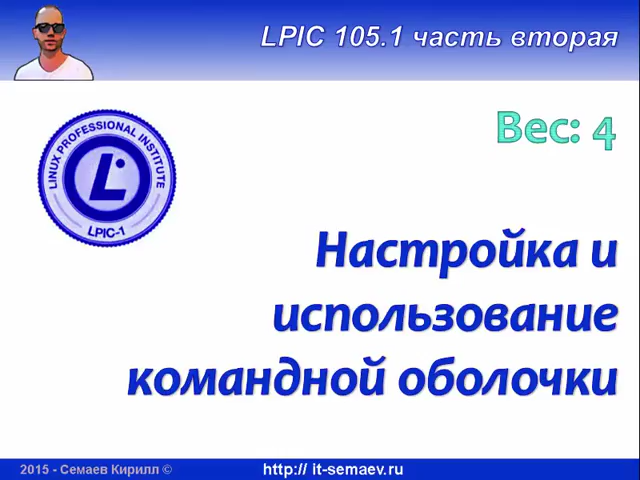 LPIC 105.1 часть вторая
Вес: 4
LINUX PROFESSIONAL INSTITUTE
L
LPIC-1
Настройка и
использование
командной оболочки
2015 - Семаев Кирилл ©
http:// it-semaev.ru